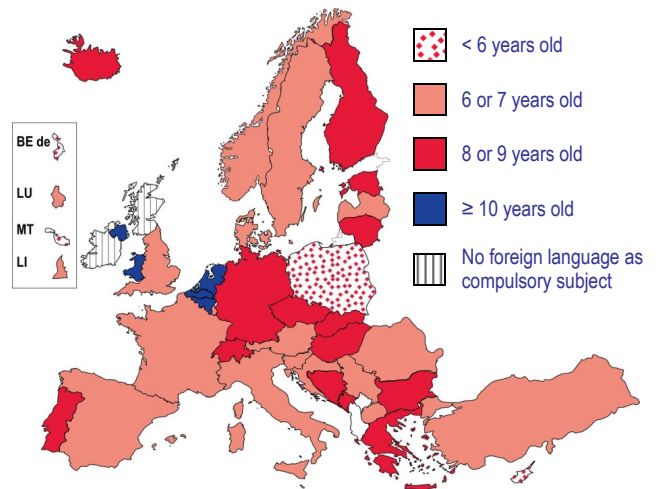 < 6 years old
6 or 7 years old
8 or 9 years old
≥ 10 years old
No foreign language as
compulsory subject
BE de
LU
MT
LI